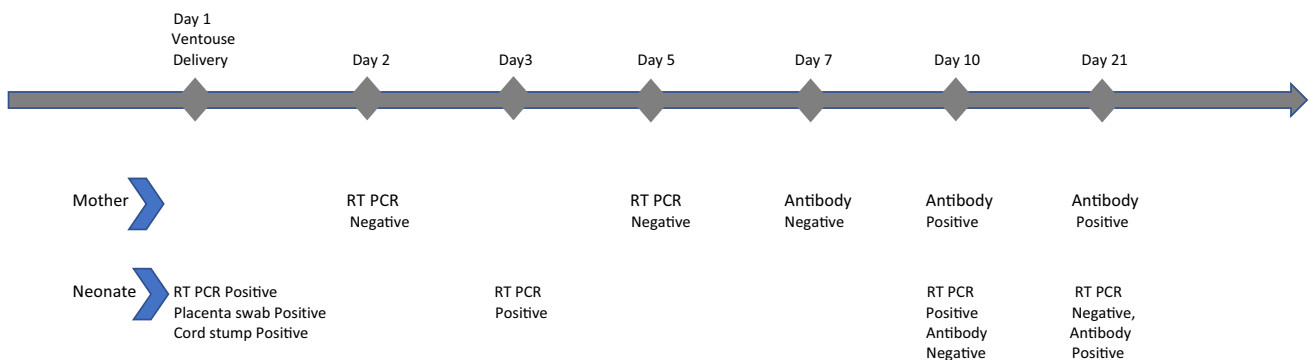 Day 1
Ventouse
Delivery
Day 2
Day3
Day 5
Day 7
Day 10
Day 21
Mother
RT PCR
Negative
RT PCR
Negative
Antibody
Negative
Antibody
Positive
Antibody
Positive
Neonate
RT PCR Positive
Placenta swab Positive
Cord stump Positive
RT PCR
Positive
RT PCR
Positive
Antibody
Negative
RT PCR
Negative,
Antibody
Positive